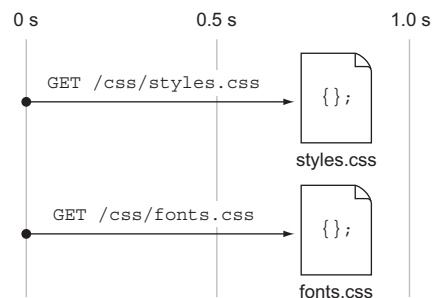 0 s 0.5 s 1.0 s
GET /css/styles.css
{};
styles.css
GET /css/fonts.css
{};
fonts.css